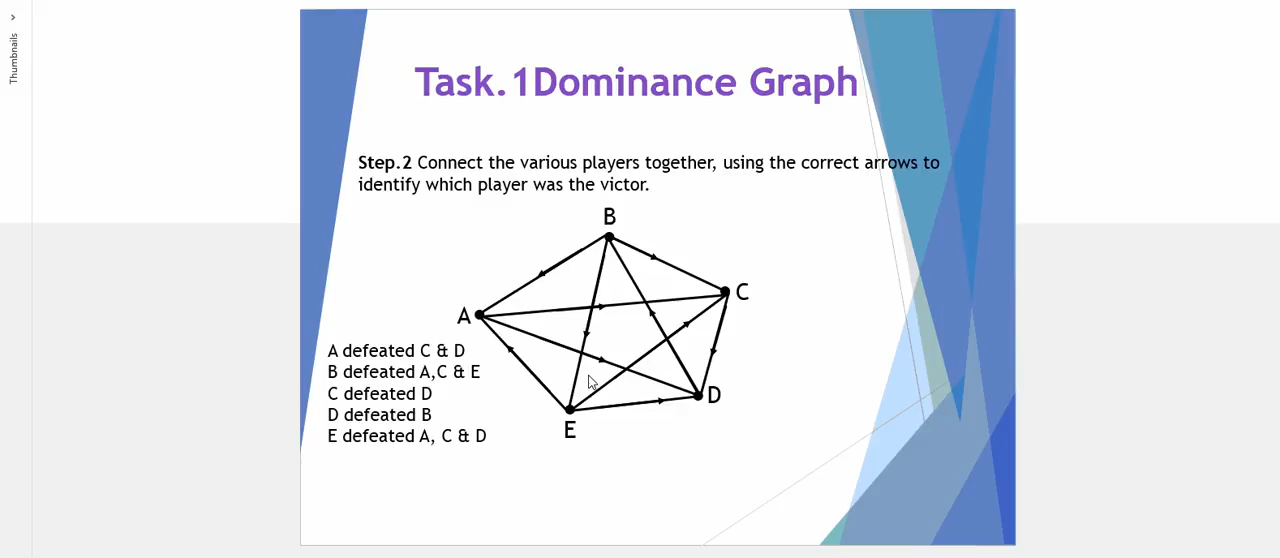 Thumbnails
Task.1Dominance Graph
Step.2 Connect the various players together, using the correct arrows to
identify which player was the victor.
B
C
A
A defeated C & D
B defeated A,C & E
C defeated D
D defeated B
E defeated A, C & D
D
E